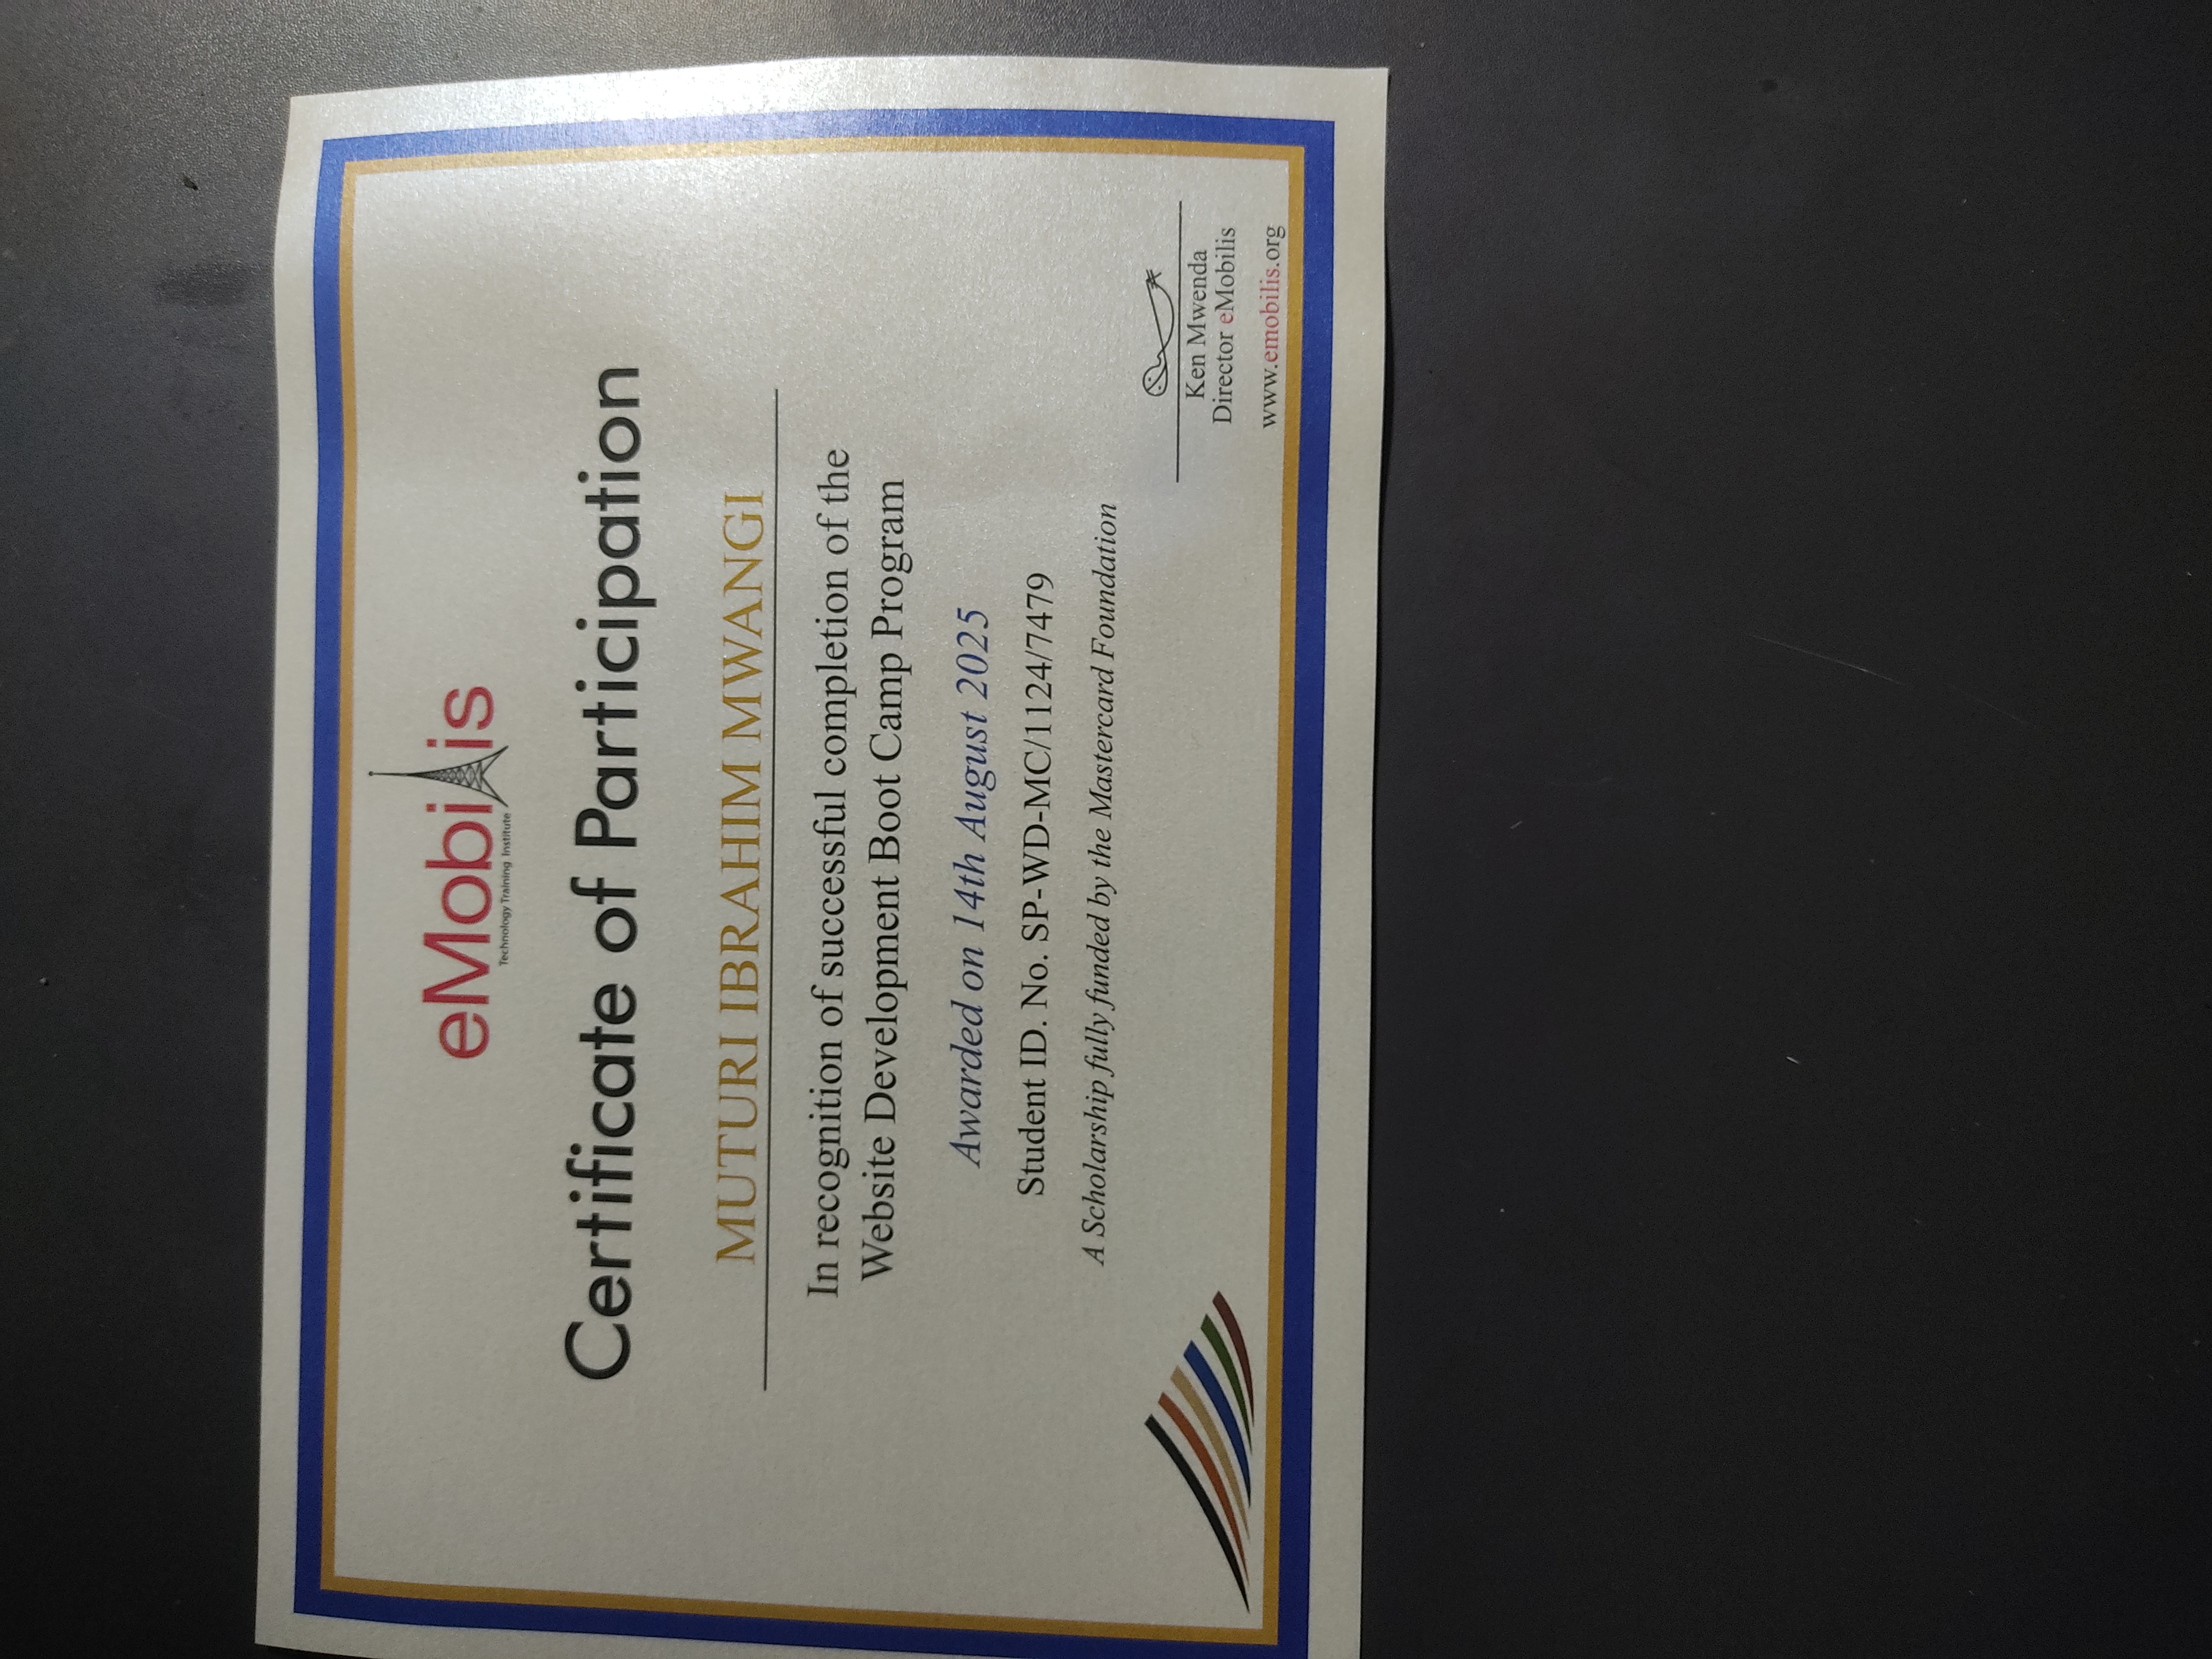 eMobilis
Technology Training Institute
Certificate of Participation
MUTURI IBRAHIM MWANGI
In recognition of successful completion of the
Website Development Boot Camp Program
Awarded on 14th August 2025
Student ID. No. SP-WD-MC/1124/7479
A Scholarship fully funded by the Mastercard Foundation
Ken Mwenda
Director eMobilis
www.emobilis.org